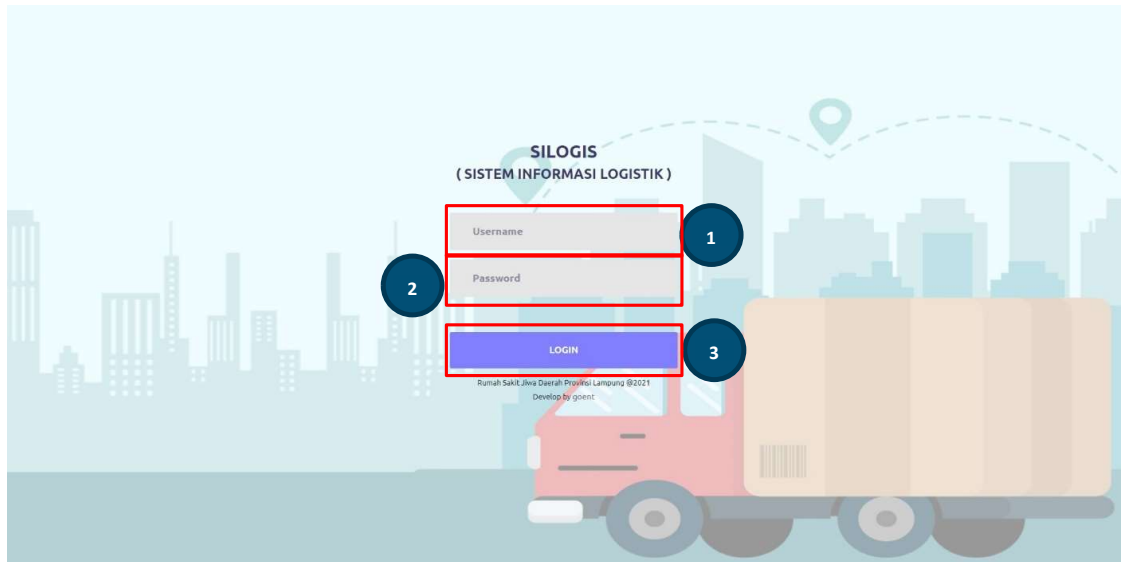 SILOGIS
( SISTEM INFORMASI LOGISTIK )
Username
1
Password
2
LOGIN
3
Rumah Sakit Jiwa Daerah Provinsi Lampung @2021
Develop by goent